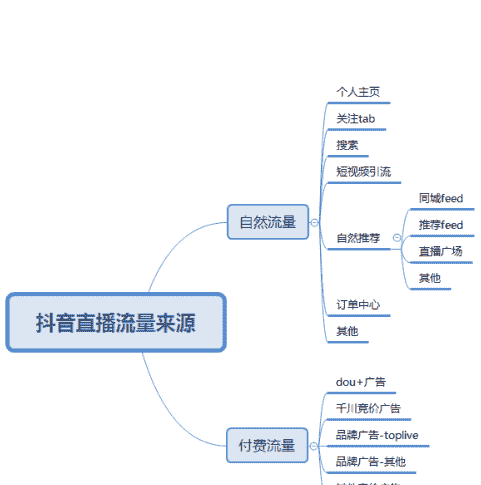 抖音直播流量来源
自然流量
个人主页
关注tab
搜索
短视频引流
自然推荐
同城feed
推荐feed
直播广场
其他
订单中心
其他
付费流量
dou+广告
千川竞价广告
品牌广告-toplive
品牌广告-其他